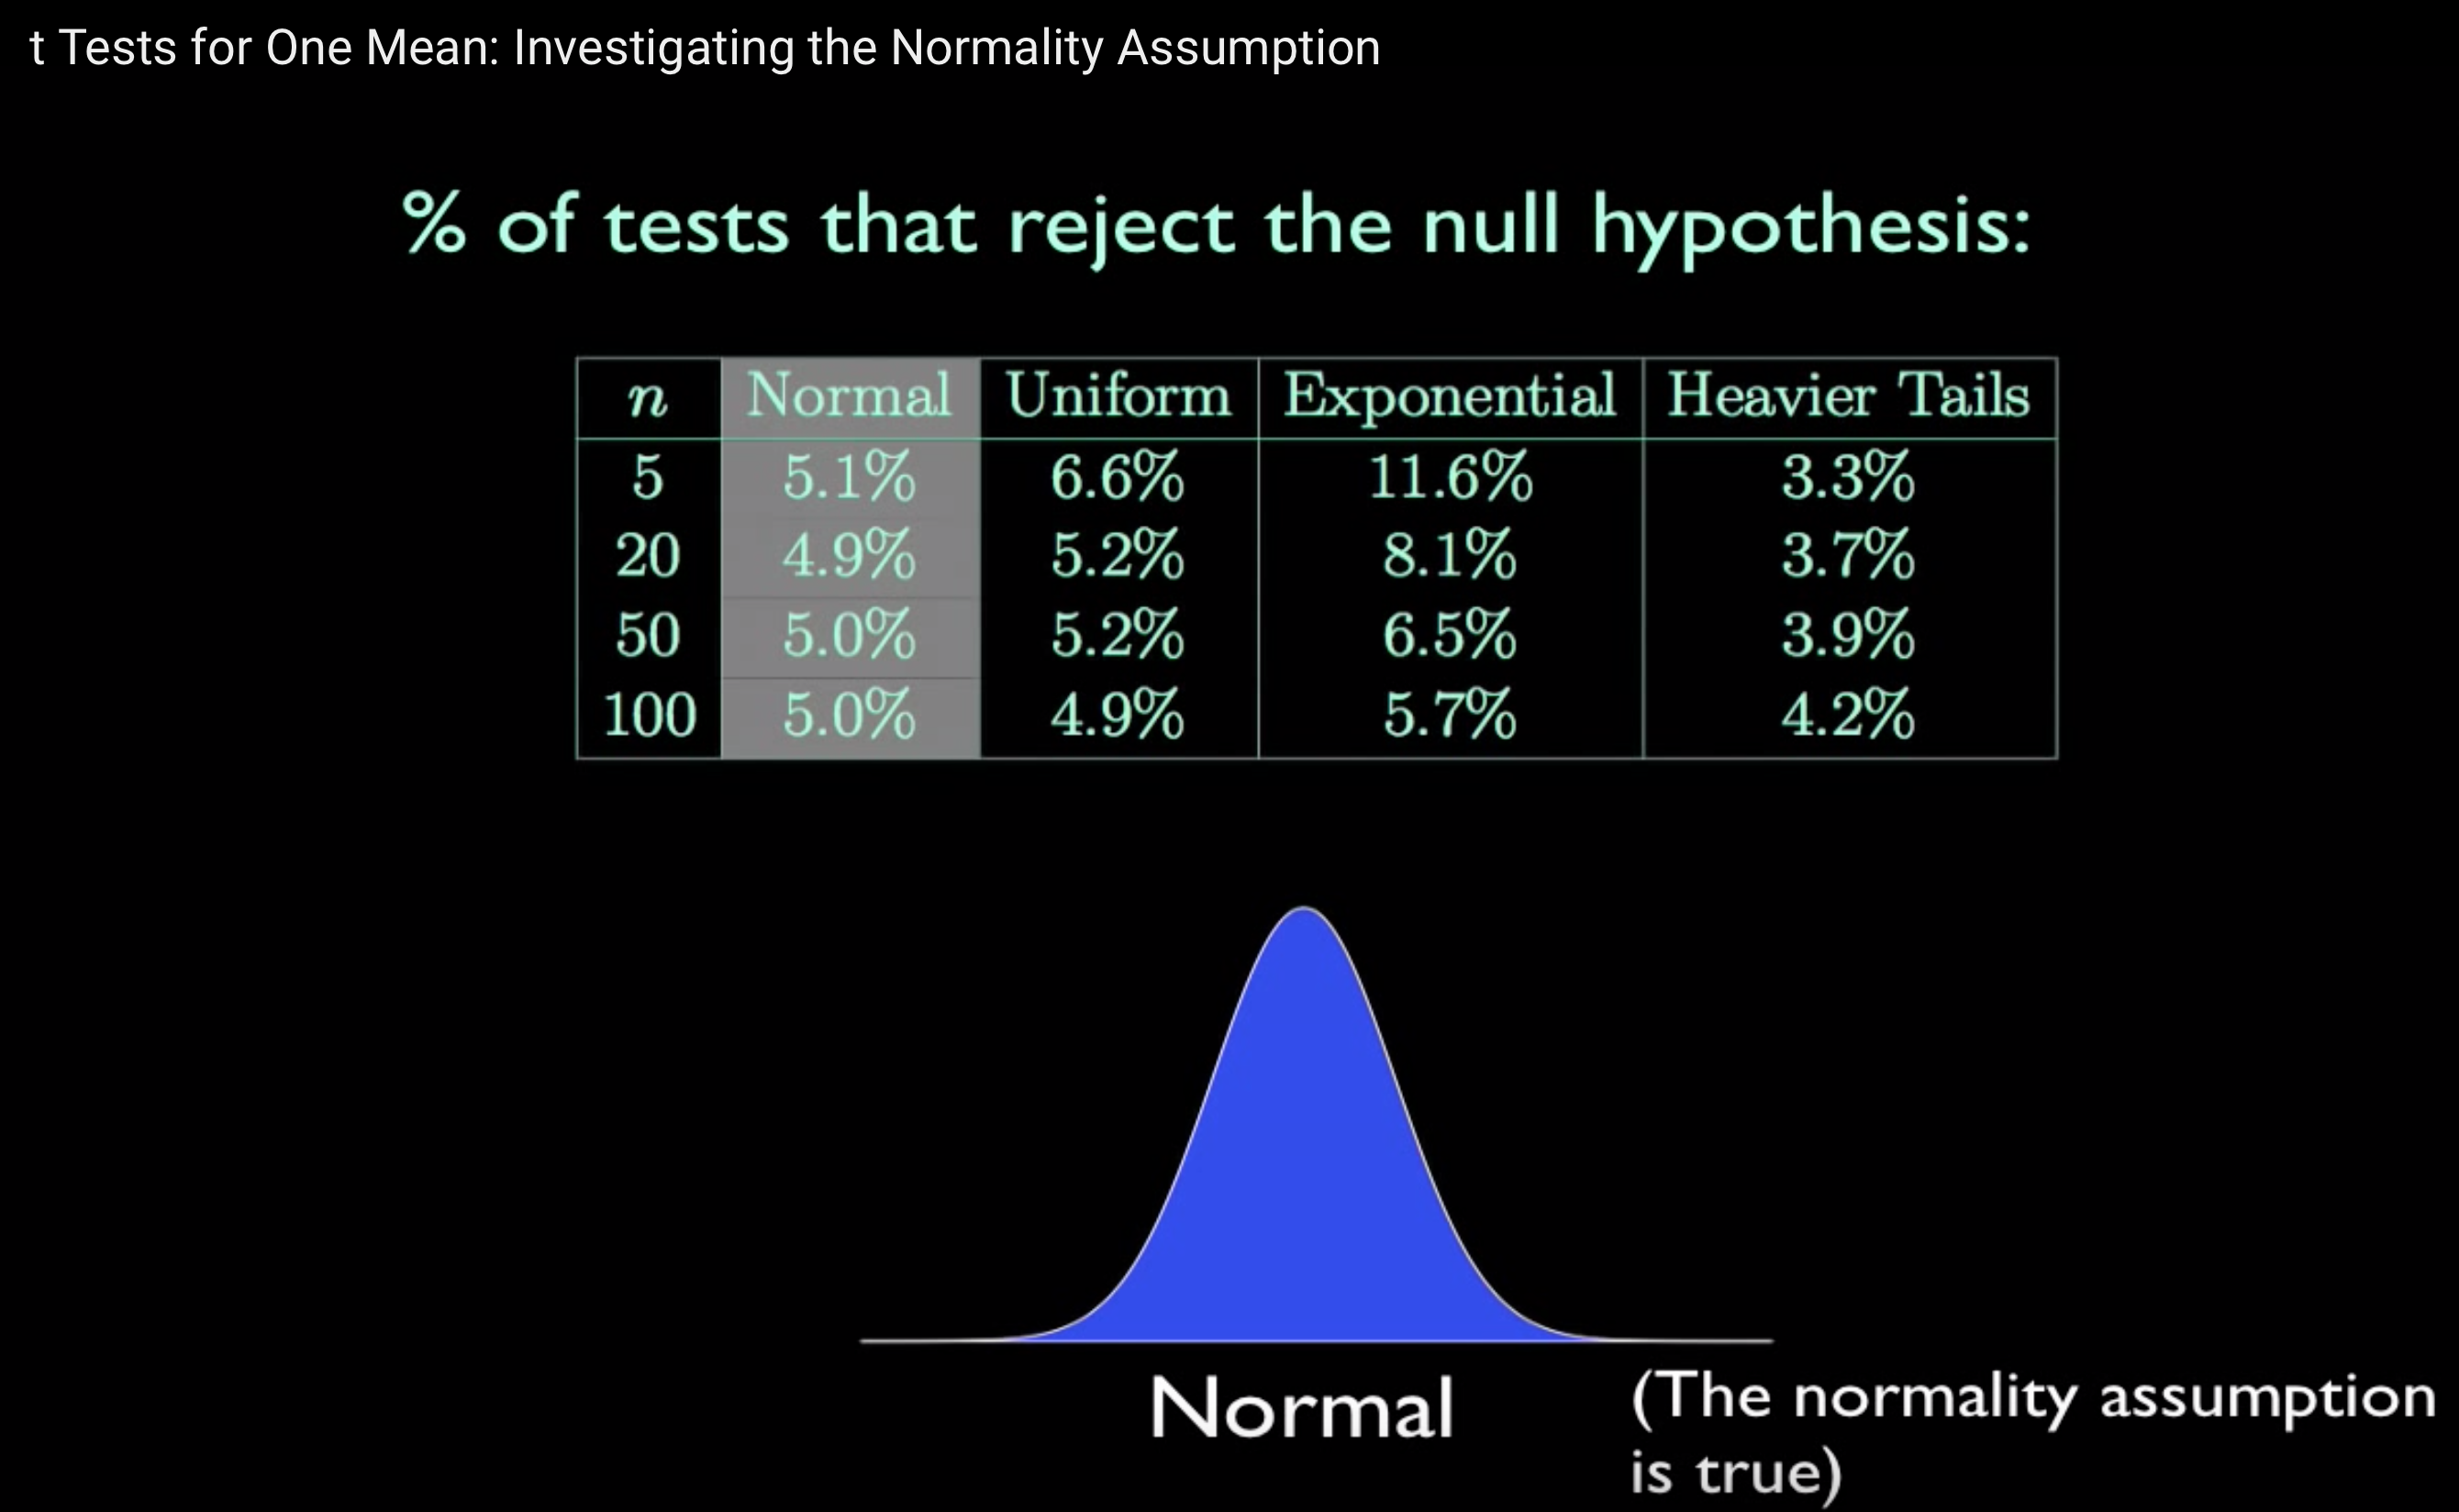 t Tests for One Mean: Investigating the Normality Assumption
% of tests that reject the null hypothesis:
n Normal Uniform Exponential Heavier Tails
5 5.1% 6.6% 11.6% 3.3%
20 4.9% 5.2% 8.1% 3.7%
50 5.0% 5.2% 6.5% 3.9%
100 5.0% 4.9% 5.7% 4.2%
Normal
(The normality assumption
is true)